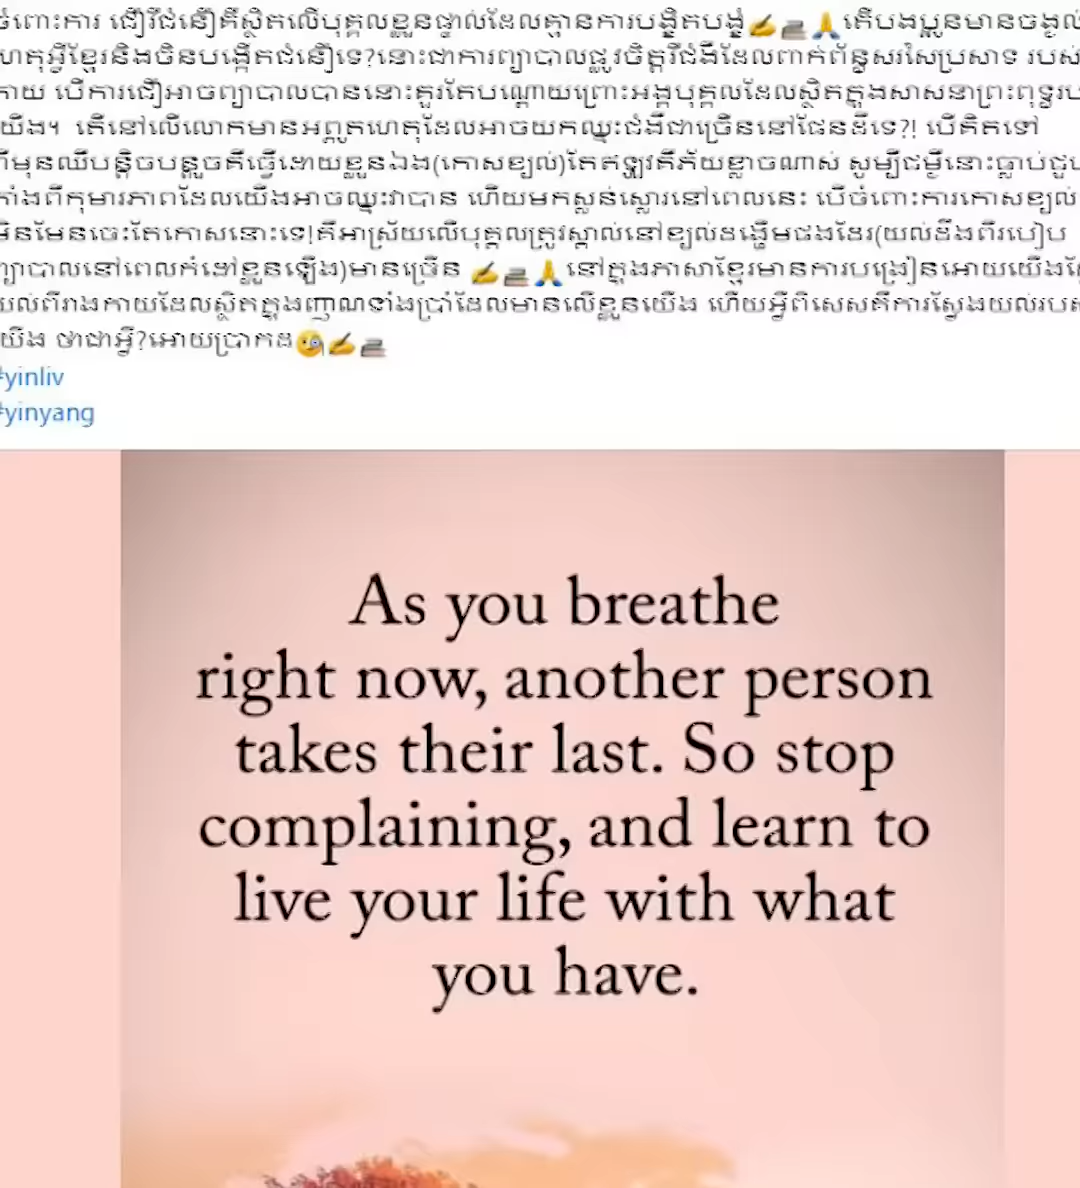 ចំពោះការ ជឿរឺជំនឿគឺស្ថិតលើបុគ្គលខ្លួនផ្ទាល់ដែលគ្មានការបង្ខិតបង្ខំ✍️📚🙏តើបងប្អូនមានចង្ងល់
ហេតុអ្វីខ្មែរនិងចិនបង្កើតជំនឿទេ?នោះជាការព្យាបាលផ្លូវចិត្តរឺជំងឺដែលពាក់ព័ន្ធសរសៃប្រសាទ របស់
កាយ បើការជឿអាចព្យាបាលបាននោះគួរតែបណ្តោយព្រោះអង្គបុគ្គលដែលស្ថិតក្នុងសាសនាព្រះពុទ្ធរប
យើង។ តើនៅលើលោកមានអព្ភូតហេតុដែលអាចយកឈ្នះជំងឺជាច្រើននៅផែនដីទេ?! បើគិតទៅ
ពីមុនឈឺបន្តិចបន្តួចគឺធ្វើដោយខ្លួនឯង(កោសខ្យល់)តែឥឡូវគឺភ័យខ្លាចណាស់ សូម្បីជម្ងឺនោះធ្លាប់ជួប
តាំងពីកុមារភាពដែលយើងអាចឈ្នះវាបាន ហើយមកស្លន់ស្លោរនៅពេលនេះ បើចំពោះការកោសខ្យល់
មិនមែនចេះតែកោសនោះទេ!គឺអាស្រ័យលើបុគ្គលត្រូវស្គាល់នៅខ្យល់ដង្ហើមផងដែរ(យល់ដឹងពីរបៀប
ព្យាបាលនៅពេលកំដៅខ្លួនឡើង)មានច្រើន ✍️📚🙏នៅក្នុងភាសាខ្មែរមានការបង្រៀនអោយយើង
យល់ពីរាងកាយដែលស្ថិតក្នុងញាណទាំងប្រាំដែលមានលើខ្លួនយើង ហើយអ្វីពិសេសគឺការស្វែងយល់របស់
យើង ថាជាអ្វី?អោយប្រាកដ🧐✍️📚
#yinliv
#yinyang
As you breathe
right now, another person
takes their last. So stop
complaining, and learn to
live your life with what
you have.